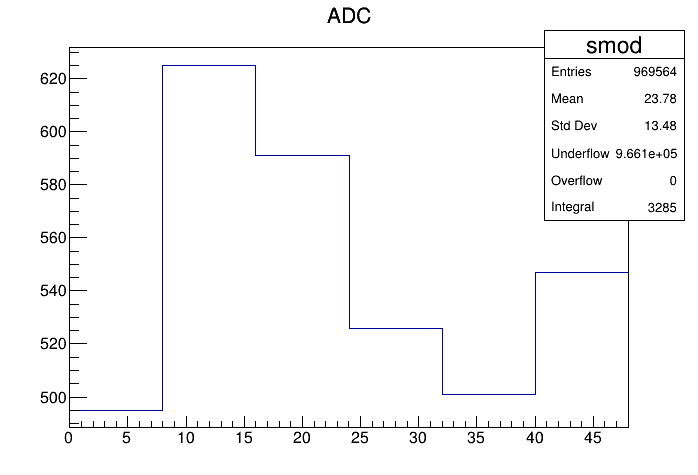 ADC
smod
Entries 969564
Mean 23.78
Std Dev 13.48
Underflow 9.661e+05
Overflow 0
Integral 3285
620
600
580
560
540
520
500
0 5 10 15 20 25 30 35 40 45